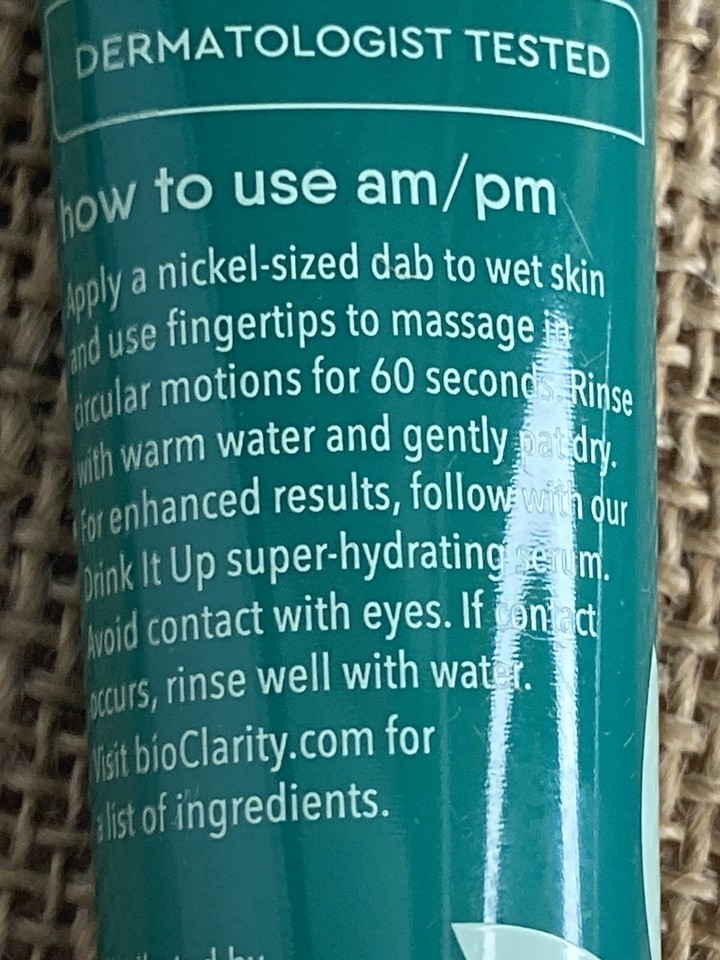 DERMATOLOGIST TESTED
how to use am/pm
Apply a nickel-sized dab to wet skin
and use fingertips to massage in
circular motions for 60 seconds. Rinse
with warm water and gently pat dry.
For enhanced results, follow with our
Drink It Up super-hydrating serum.
Avoid contact with eyes. If contact
occurs, rinse well with water.
Visit bioClarity.com for
a list of ingredients.
by